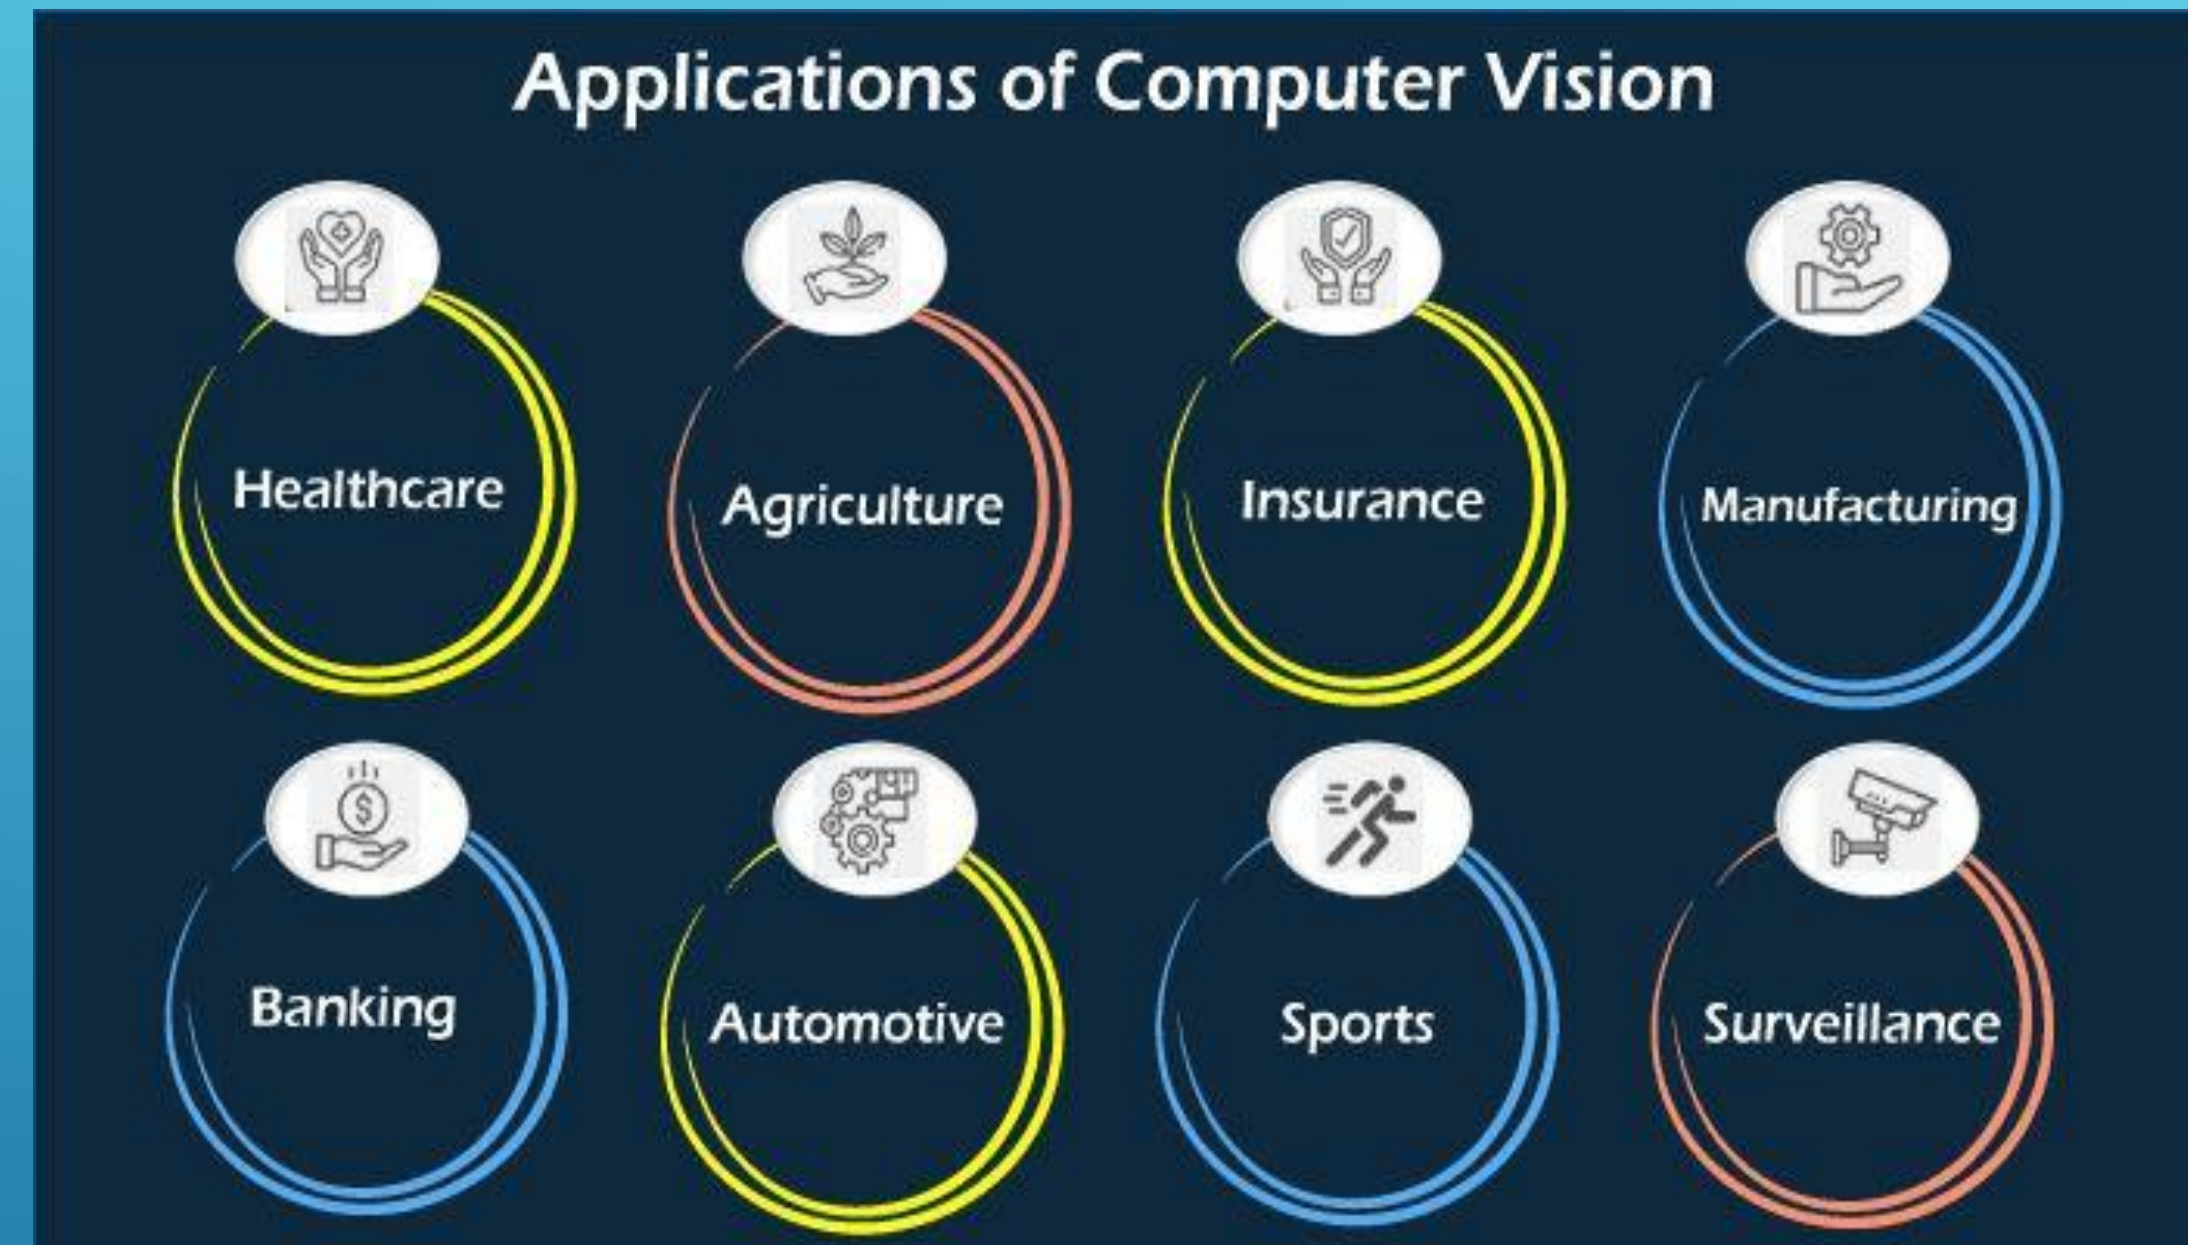 Applications of Computer Vision
Healthcare
Agriculture
Insurance
Manufacturing
$
Banking
Automotive
Sports
Surveillance